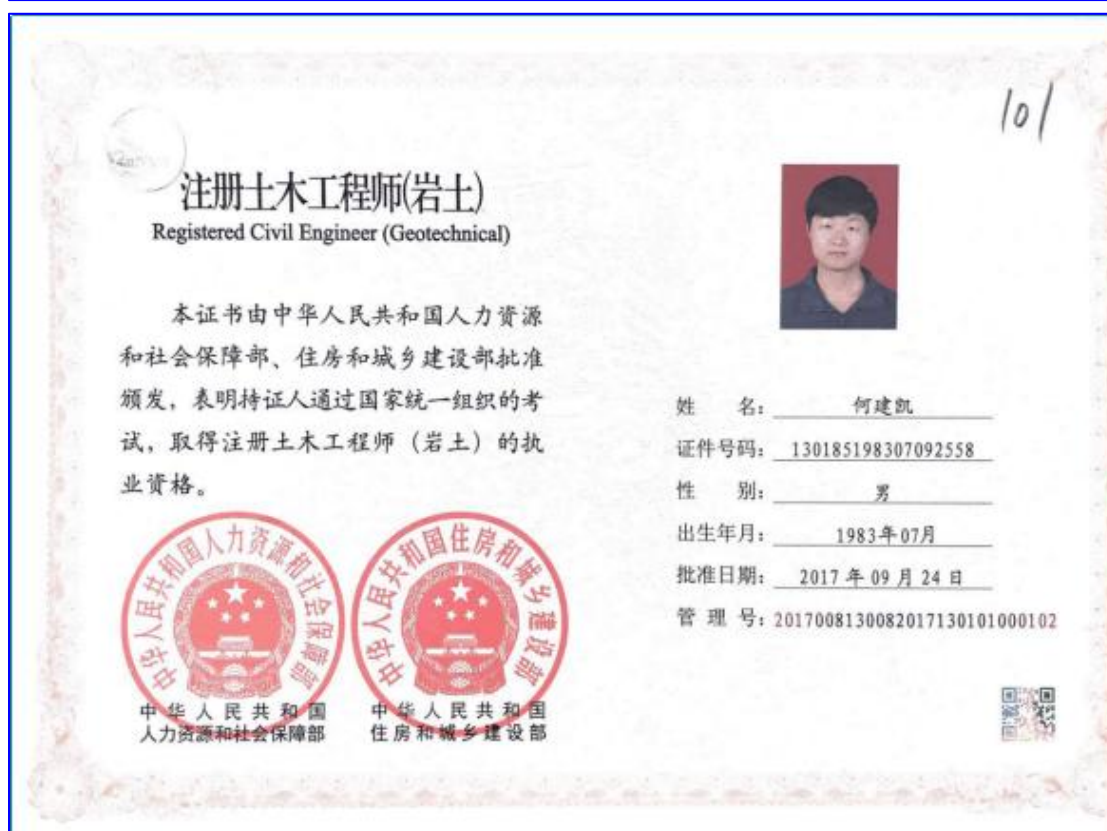 101
注册土木工程师(岩土)
Registered Civil Engineer (Geotechnical)
本证书由中华人民共和国人力资源
和社会保障部、住房和城乡建设部批准
颁发，表明持证人通过国家统一组织的考
试，取得注册土木工程师（岩土）的执
业资格。
中华人民共和国人力资源和社会保障部
中华人民共和国住房和城乡建设部
中华人民共和国
人力资源和社会保障部
中华人民共和国
住房和城乡建设部
姓 名： 何建凯
证件号码： 130185198307092558
性 别： 男
出生年月： 1983年07月
批准日期： 2017 年 09 月 24 日
管 理 号：2017008130082017130101000102